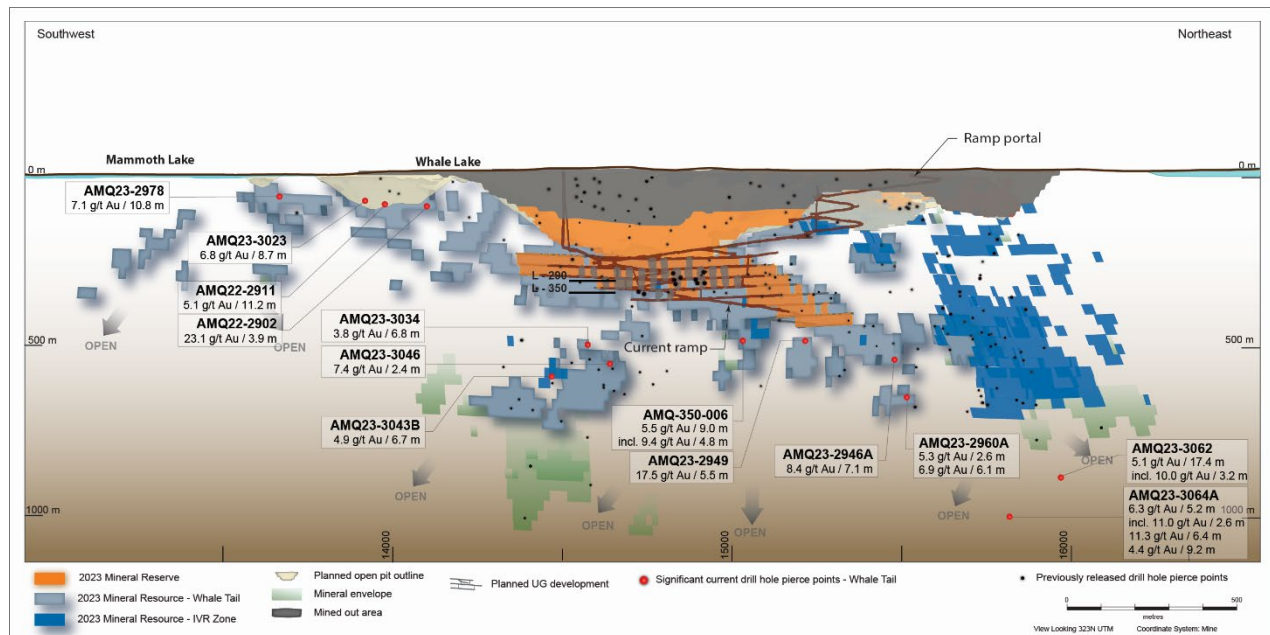 Southwest
Northeast
Ramp portal
Mammoth Lake
Whale Lake
0 m
0 m
AMQ23-2978
7.1 g/t Au / 10.8 m
AMQ23-3023
6.8 g/t Au / 8.7 m
AMQ22-2911
5.1 g/t Au / 11.2 m
AMQ22-2902
23.1 g/t Au / 3.9 m
L - 290
L - 350
OPEN
OPEN
500 m
500 m
AMQ23-3034
3.8 g/t Au / 6.8 m
AMQ23-3046
7.4 g/t Au / 2.4 m
AMQ23-3043B
4.9 g/t Au / 6.7 m
Current ramp
AMQ-350-006
5.5 g/t Au / 9.0 m
incl. 9.4 g/t Au / 4.8 m
AMQ23-2949
17.5 g/t Au / 5.5 m
AMQ23-2946A
8.4 g/t Au / 7.1 m
AMQ23-2960A
5.3 g/t Au / 2.6 m
6.9 g/t Au / 6.1 m
OPEN
AMQ23-3062
5.1 g/t Au / 17.4 m
incl. 10.0 g/t Au / 3.2 m
AMQ23-3064A
6.3 g/t Au / 5.2 m
incl. 11.0 g/t Au / 2.6 m
11.3 g/t Au / 6.4 m
4.4 g/t Au / 9.2 m
OPEN
OPEN
OPEN
OPEN
1000 m
1000 m
14000
15000
16000
2023 Mineral Reserve
2023 Mineral Resource - Whale Tail
2023 Mineral Resource - IVR Zone
Planned open pit outline
Mineral envelope
Mined out area
Planned UG development
Significant current drill hole pierce points - Whale Tail
Previously released drill hole pierce points
0
500
metres
View Looking 323N UTM
Coordinate System: Mine